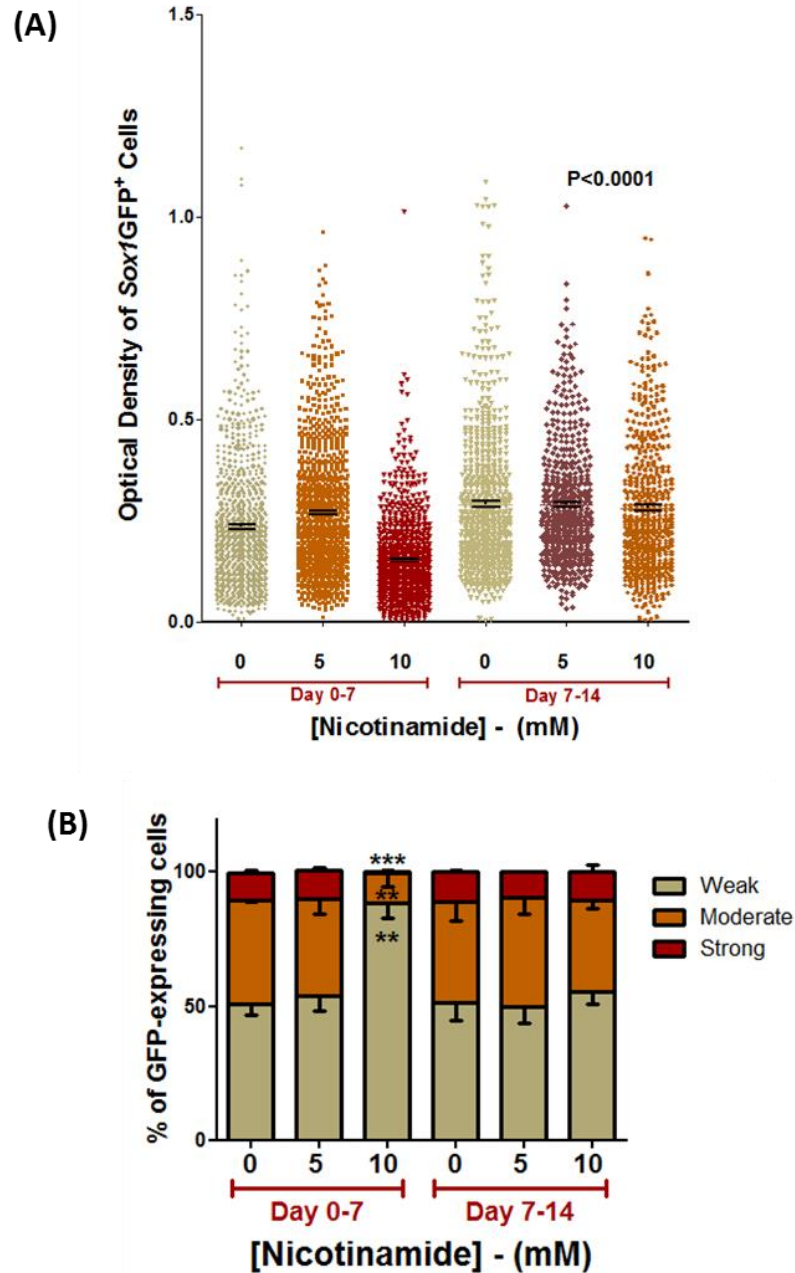 (A)
Optical Density of Sox1GFP⁺ Cells
1.5
1.0
0.5
0.0
P<0.0001
0 5 10 0 5 10
Day 0-7 Day 7-14
[Nicotinamide] - (mM)
(B)
% of GFP-expressing cells
100
50
0
***
**
**
Weak
Moderate
Strong
0 5 10 0 5 10
Day 0-7 Day 7-14
[Nicotinamide] - (mM)